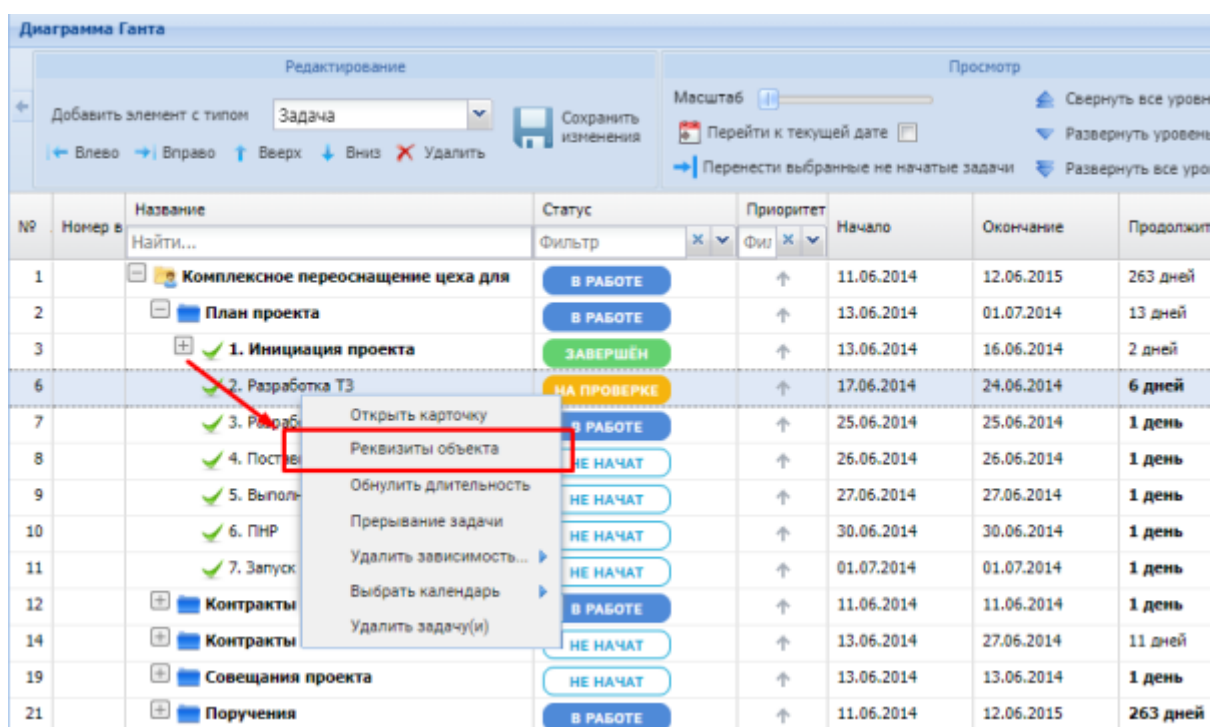 Диаграмма Ганта
Редактирование
Просмотр
Добавить элемент с типом Задача
Сохранить изменения
Влево Вправо Вверх Вниз Удалить
Масштаб
Перейти к текущей дате
Перенести выбранные не начатые задачи
Свернуть все уровн
Развернуть уровень
Развернуть все уро
№ Номер в Название Статус Приоритет Начало Окончание Продолжит
Найти... Фильтр Фил
1 Комплексное переоснащение цеха для В РАБОТЕ 11.06.2014 12.06.2015 263 дней
2 План проекта В РАБОТЕ 13.06.2014 01.07.2014 13 дней
3 1. Инициация проекта ЗАВЕРШЁН 13.06.2014 16.06.2014 2 дней
6 2. Разработка ТЗ НА ПРОВЕРКЕ 17.06.2014 24.06.2014 6 дней
7 3. Разраб В РАБОТЕ 25.06.2014 25.06.2014 1 день
8 4. Постав НЕ НАЧАТ 26.06.2014 26.06.2014 1 день
9 5. Выполн НЕ НАЧАТ 27.06.2014 27.06.2014 1 день
10 6. ПНР НЕ НАЧАТ 30.06.2014 30.06.2014 1 день
11 7. Запуск НЕ НАЧАТ 01.07.2014 01.07.2014 1 день
12 Контракты В РАБОТЕ 11.06.2014 11.06.2014 1 день
14 Контракты НЕ НАЧАТ 13.06.2014 27.06.2014 11 дней
19 Совещания проекта НЕ НАЧАТ 13.06.2014 13.06.2014 1 день
21 Поручения В РАБОТЕ 11.06.2014 12.06.2015 263 дней
Открыть карточку
Реквизиты объекта
Обнулить длительность
Прерывание задачи
Удалить зависимость...
Выбрать календарь
Удалить задачу(и)